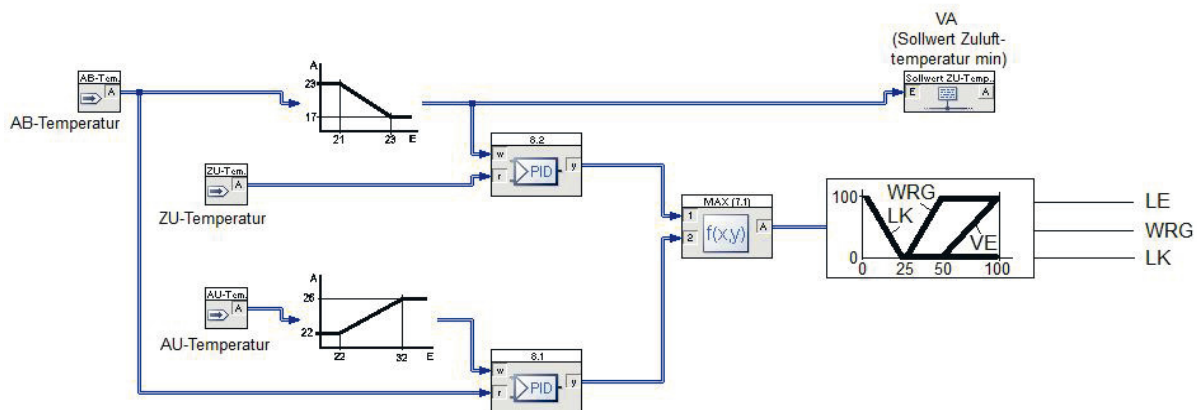 VA
(Sollwert Zuluft-
temperatur min)
AB-Tem.
A
AB-Temperatur
A
23
17
21 23 E
Sollwert ZU-Temp..
E A
8.2
w
r
PID
y
ZU-Tem.
A
ZU-Temperatur
MAX (7.1)
1
2
f(x,y)
A
100
0
WRG
LK
VE
0 25 50 100
LE
WRG
LK
AU-Tem.
A
AU-Temperatur
A
26
22
22 32 E
8.1
w
r
PID
y